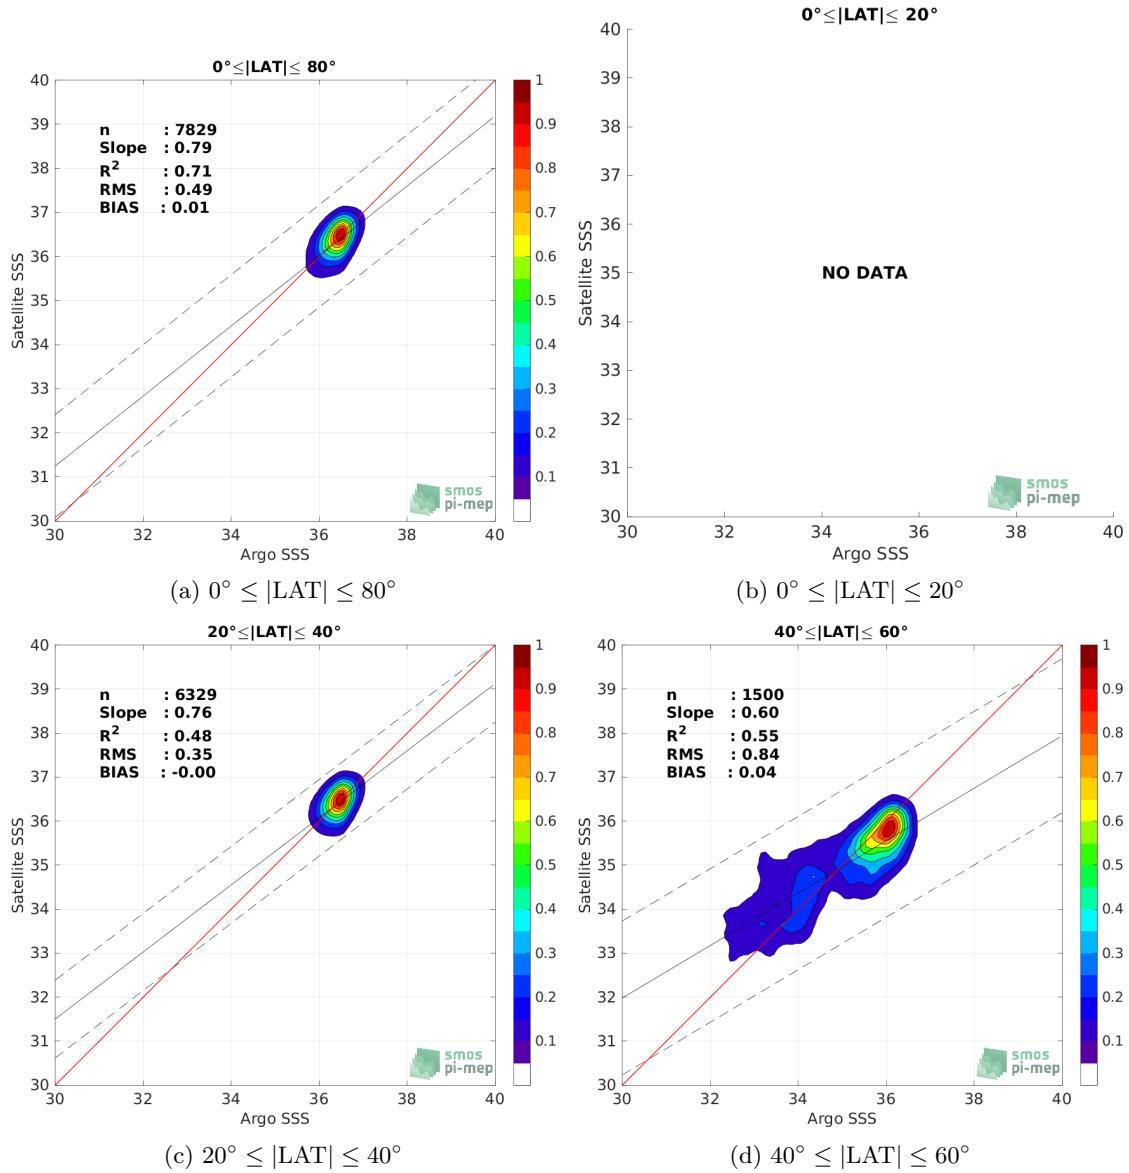 0°≤|LAT|≤ 80°
40
39
38
37
36
35
34
33
32
31
30
30
32
34
36
38
40
Satellite SSS
Argo SSS
n : 7829
Slope : 0.79
R² : 0.71
RMS : 0.49
BIAS : 0.01
1
0.9
0.8
0.7
0.6
0.5
0.4
0.3
0.2
0.1
smos
pi-mep
(a) 0° ≤ |LAT| ≤ 80°
0°≤|LAT|≤ 20°
40
39
38
37
36
35
34
33
32
31
30
30
32
34
36
38
40
Satellite SSS
Argo SSS
NO DATA
smos
pi-mep
(b) 0° ≤ |LAT| ≤ 20°
20°≤|LAT|≤ 40°
40
39
38
37
36
35
34
33
32
31
30
30
32
34
36
38
40
Satellite SSS
Argo SSS
n : 6329
Slope : 0.76
R² : 0.48
RMS : 0.35
BIAS : -0.00
1
0.9
0.8
0.7
0.6
0.5
0.4
0.3
0.2
0.1
smos
pi-mep
(c) 20° ≤ |LAT| ≤ 40°
40°≤|LAT|≤ 60°
40
39
38
37
36
35
34
33
32
31
30
30
32
34
36
38
40
Satellite SSS
Argo SSS
n : 1500
Slope : 0.60
R² : 0.55
RMS : 0.84
BIAS : 0.04
1
0.9
0.8
0.7
0.6
0.5
0.4
0.3
0.2
0.1
smos
pi-mep
(d) 40° ≤ |LAT| ≤ 60°